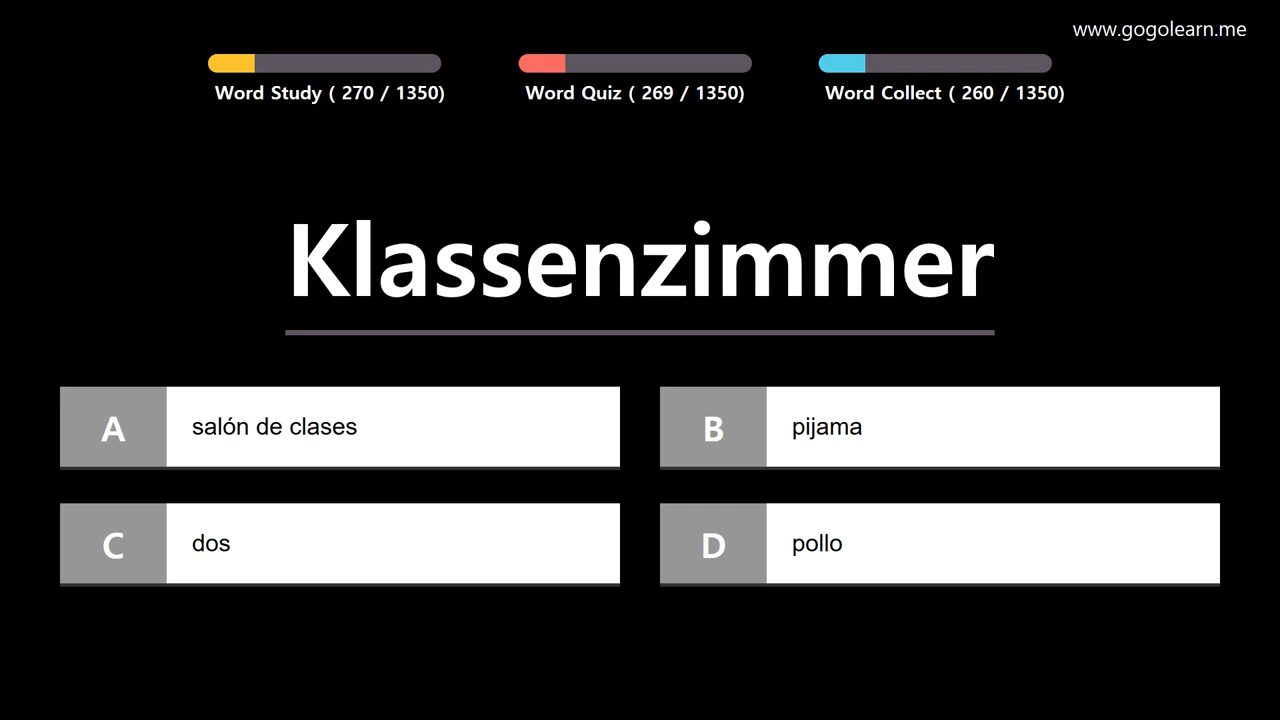 www.gogolearn.me
Word Study ( 270 / 1350)
Word Quiz ( 269 / 1350)
Word Collect ( 260 / 1350)
Klassenzimmer
A salón de clases
B pijama
C dos
D pollo